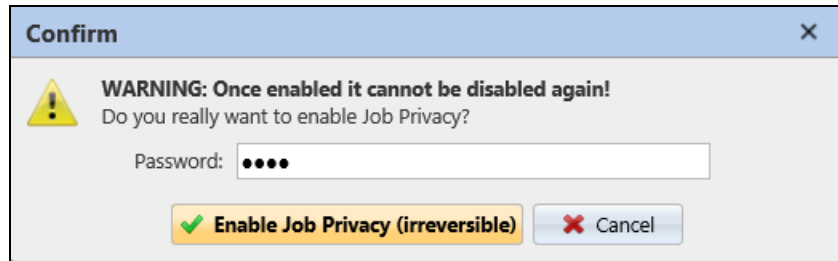 Confirm
WARNING: Once enabled it cannot be disabled again!
Do you really want to enable Job Privacy?
Password: ●●●●
Enable Job Privacy (irreversible) Cancel